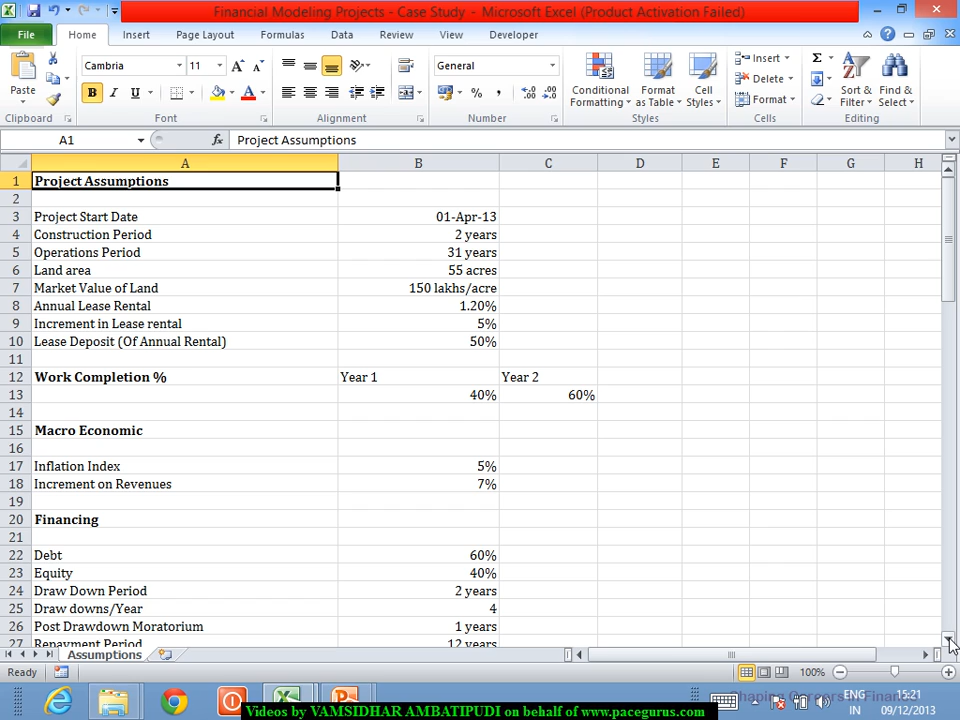 Financial Modeling Projects - Case Study - Microsoft Excel (Product Activation Failed)
File Home Insert Page Layout Formulas Data Review View Developer
Paste Cambria 11 General Conditional Formatting Format as Table Cell Styles Insert Delete Format Sort & Filter Find & Select
Clipboard Font Alignment Number Styles Cells Editing
A1 fx Project Assumptions
A B C D E F G H
1 Project Assumptions
2
3 Project Start Date 01-Apr-13
4 Construction Period 2 years
5 Operations Period 31 years
6 Land area 55 acres
7 Market Value of Land 150 lakhs/acre
8 Annual Lease Rental 1.20%
9 Increment in Lease rental 5%
10 Lease Deposit (Of Annual Rental) 50%
11
12 Work Completion % Year 1 Year 2
13 40% 60%
14
15 Macro Economic
16
17 Inflation Index 5%
18 Increment on Revenues 7%
19
20 Financing
21
22 Debt 60%
23 Equity 40%
24 Draw Down Period 2 years
25 Draw downs/Year 4
26 Post Drawdown Moratorium 1 years
27 Repayment Period 12 years
Assumptions
Ready 100%
Shaping Careers in Finance
ENG 15:21
IN 09/12/2013
Videos by VAMSIDHAR AMBATIPUDI on behalf of www.pacegurus.com